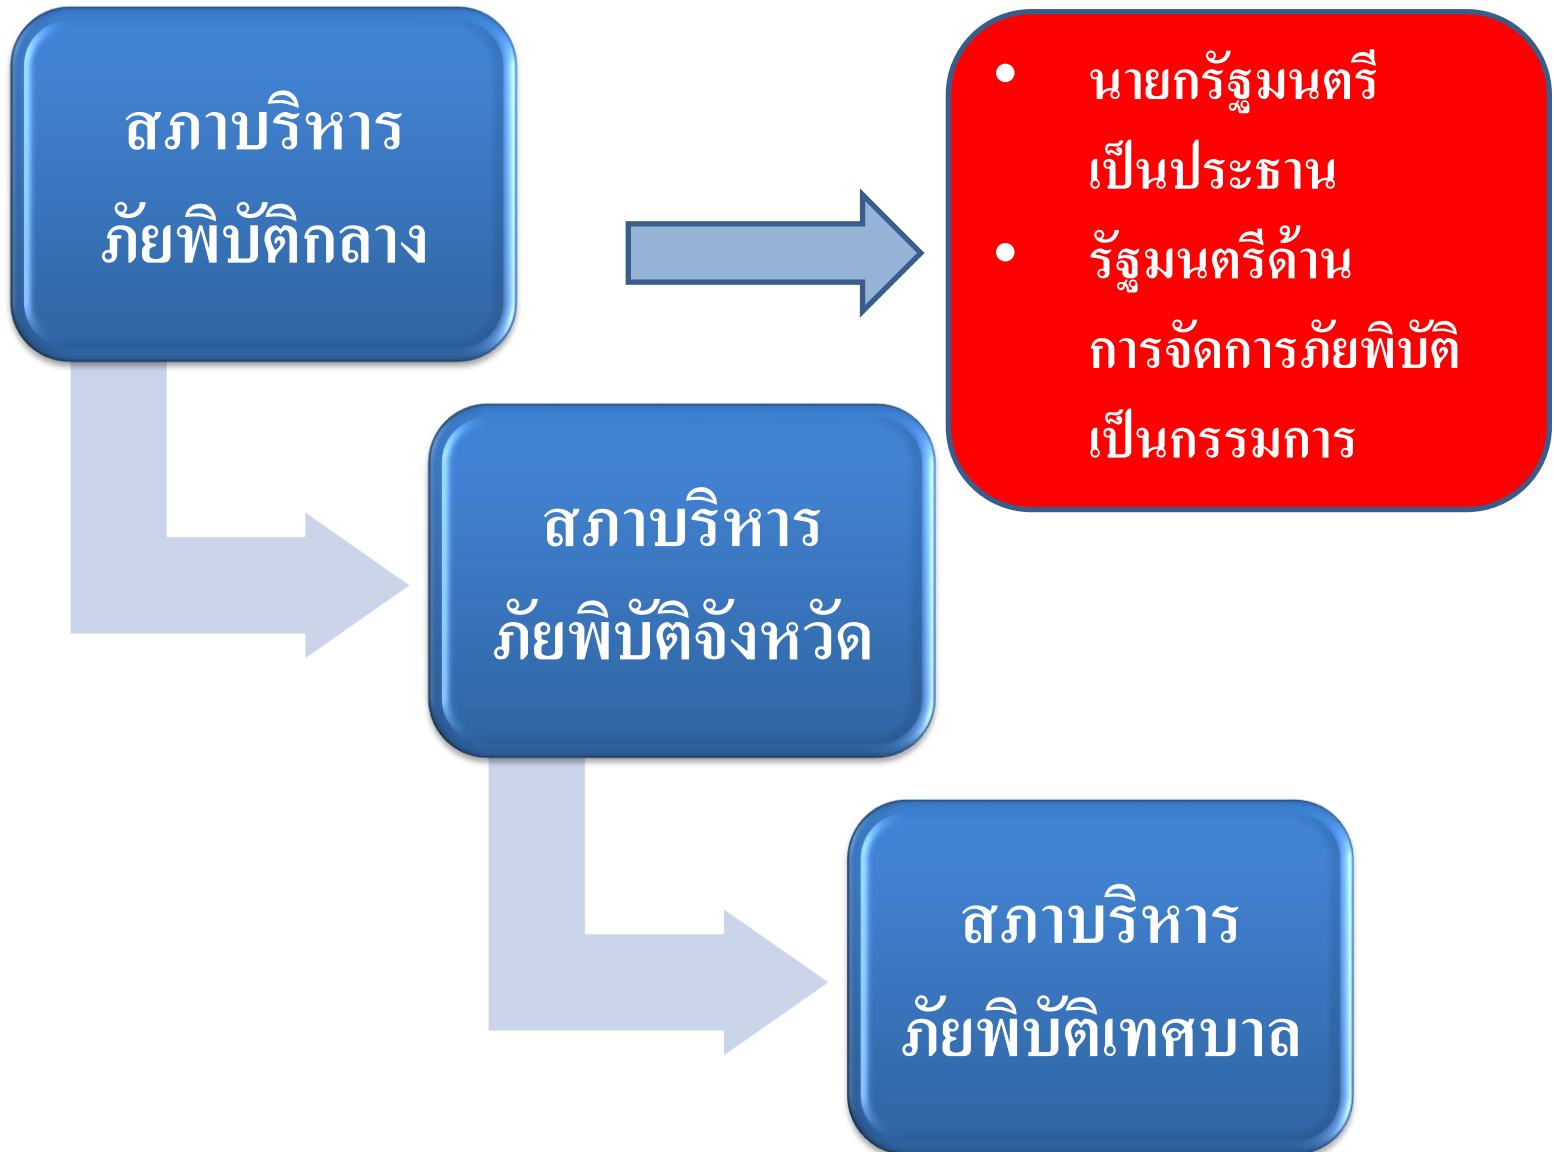 สภาบริหาร
ภัยพิบัติกลาง
• นายกรัฐมนตรี
เป็นประธาน
• รัฐมนตรีด้าน
การจัดการภัยพิบัติ
เป็นกรรมการ
สภาบริหาร
ภัยพิบัติจังหวัด
สภาบริหาร
ภัยพิบัติเทศบาล